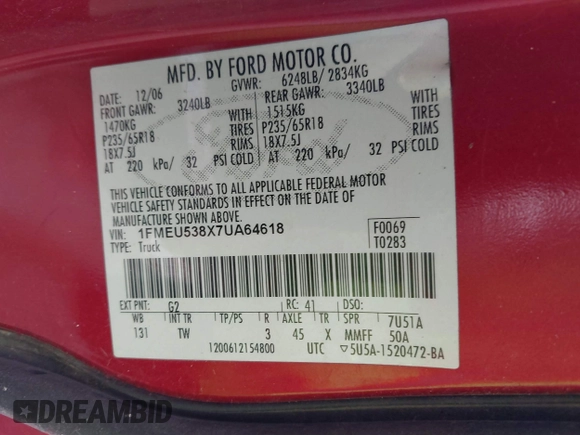 MFD. BY FORD MOTOR CO.
DATE: 12/06 GVWR: 6248LB/ 2834KG
FRONT GAWR: 3240LB REAR GAWR: 3340LB
1470KG 1515KG
P235/65R18 TIRES P235/65R18 TIRES
18X7.5J RIMS 18X7.5J RIMS
AT 220 kPa/ 32 PSI COLD AT 220 kPa/ 32 PSI COLD
THIS VEHICLE CONFORMS TO ALL APPLICABLE FEDERAL MOTOR
VEHICLE SAFETY STANDARDS IN EFFECT ON THE DATE OF
MANUFACTURE SHOWN ABOVE.
VIN: 1FMEU538X7UA64618 F0069
TYPE: Truck T0283
EXT PNT: G2 RC: 41 DSO:
WB INT TR TP/PS R AXLE TR SPR 7U51A
131 TW 3 45 X MMFF 50A
1200612154800 UTC ▽5U5A-1520472-BA
DREAMBID